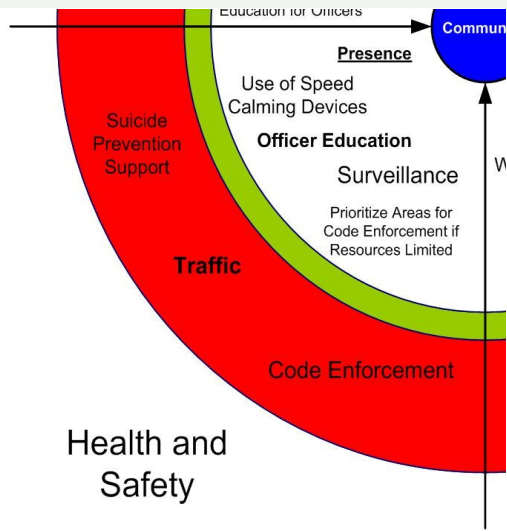 Education for Officers
Commun
Presence
Use of Speed
Calming Devices
Officer Education
Surveillance
W
Prioritize Areas for
Code Enforcement if
Resources Limited
Suicide
Prevention
Support
Traffic
Code Enforcement
Health and
Safety